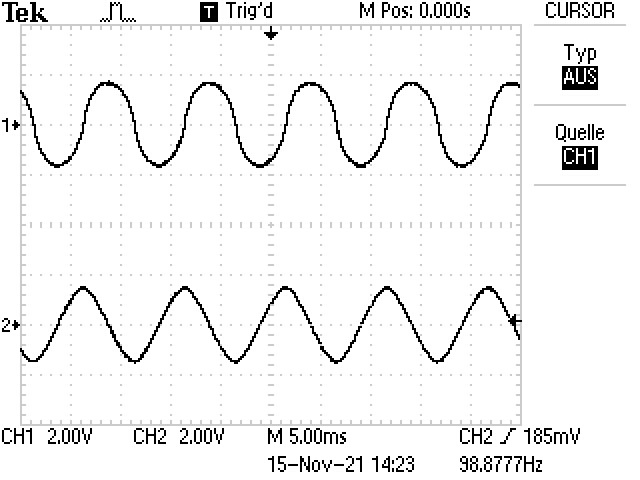 Tek T Trig'd M Pos: 0.000s CURSOR
Typ
AUS
Quelle
CH1
1
2
CH1 2.00V CH2 2.00V M 5.00ms CH2 185mV
15-Nov-21 14:23 98.8777Hz